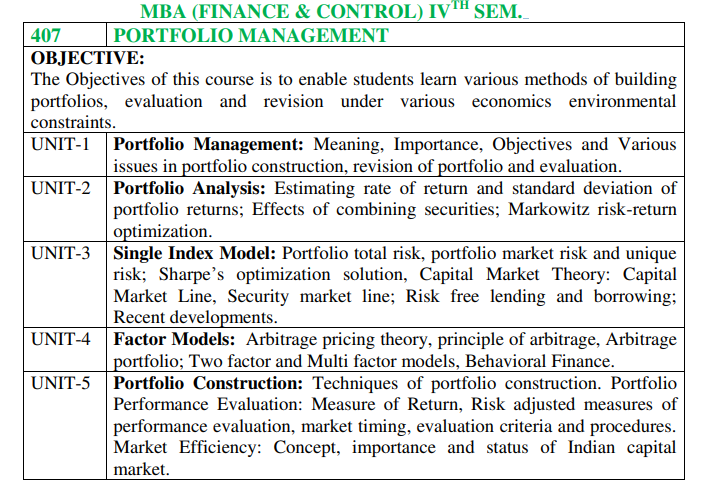 MBA (FINANCE & CONTROL) IVTH SEM.
407 PORTFOLIO MANAGEMENT
OBJECTIVE:
The Objectives of this course is to enable students learn various methods of building
portfolios, evaluation and revision under various economics environmental
constraints.
UNIT-1 Portfolio Management: Meaning, Importance, Objectives and Various
issues in portfolio construction, revision of portfolio and evaluation.
UNIT-2 Portfolio Analysis: Estimating rate of return and standard deviation of
portfolio returns; Effects of combining securities; Markowitz risk-return
optimization.
UNIT-3 Single Index Model: Portfolio total risk, portfolio market risk and unique
risk; Sharpe's optimization solution, Capital Market Theory: Capital
Market Line, Security market line; Risk free lending and borrowing;
Recent developments.
UNIT-4 Factor Models: Arbitrage pricing theory, principle of arbitrage, Arbitrage
portfolio; Two factor and Multi factor models, Behavioral Finance.
UNIT-5 Portfolio Construction: Techniques of portfolio construction. Portfolio
Performance Evaluation: Measure of Return, Risk adjusted measures of
performance evaluation, market timing, evaluation criteria and procedures.
Market Efficiency: Concept, importance and status of Indian capital
market.